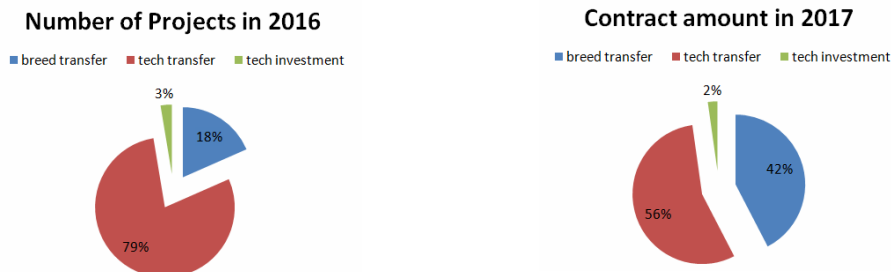 Number of Projects in 2016
breed transfer tech transfer tech investment
3%
18%
79%
Contract amount in 2017
breed transfer tech transfer tech investment
2%
42%
56%